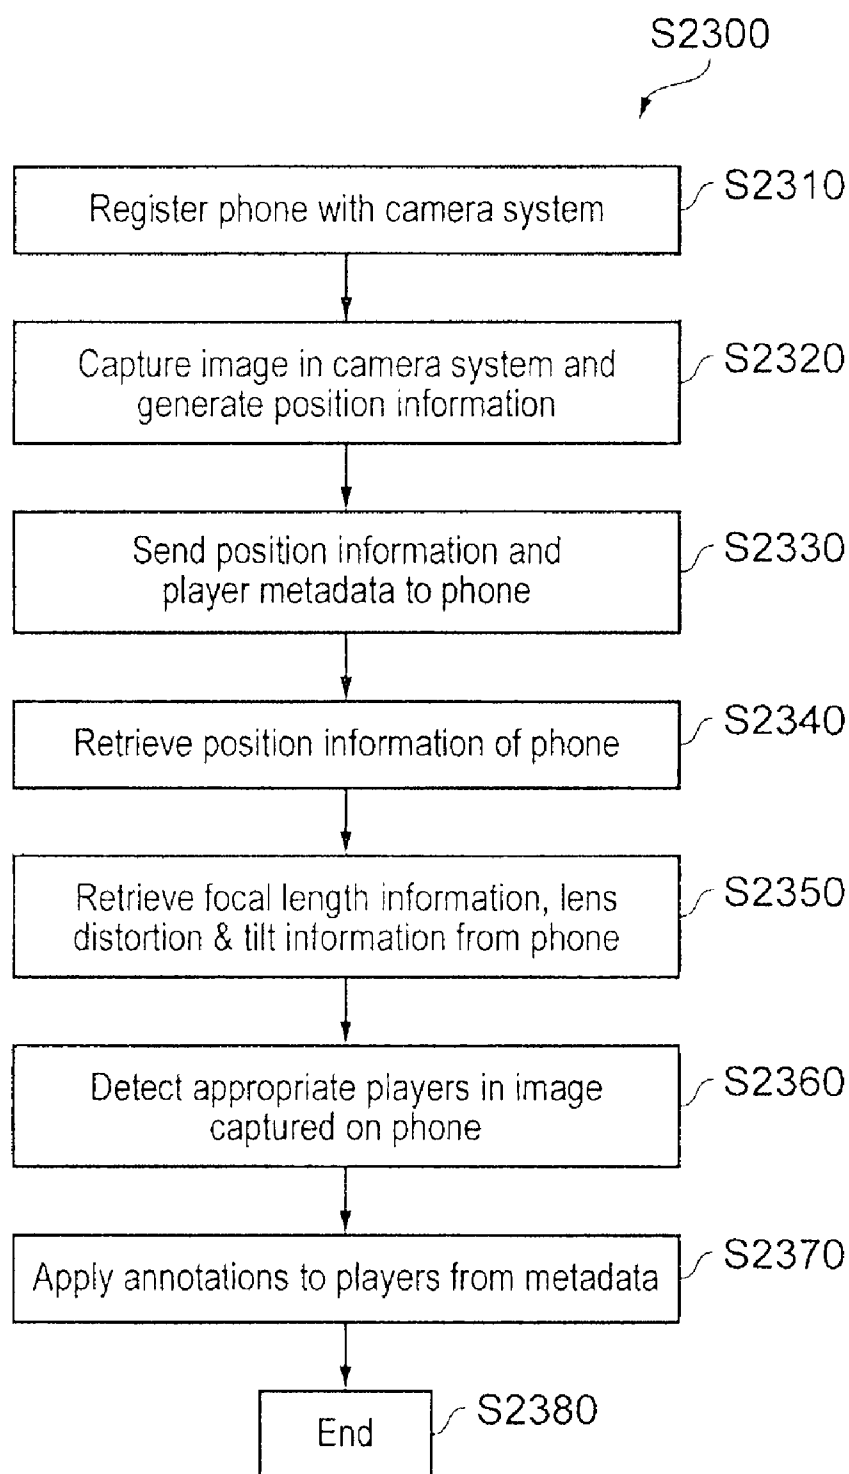 S2300
Register phone with camera system
S2310
Capture image in camera system and
generate position information
S2320
Send position information and
player metadata to phone
S2330
Retrieve position information of phone
S2340
Retrieve focal length information, lens
distortion & tilt information from phone
S2350
Detect appropriate players in image
captured on phone
S2360
Apply annotations to players from metadata
S2370
End
S2380